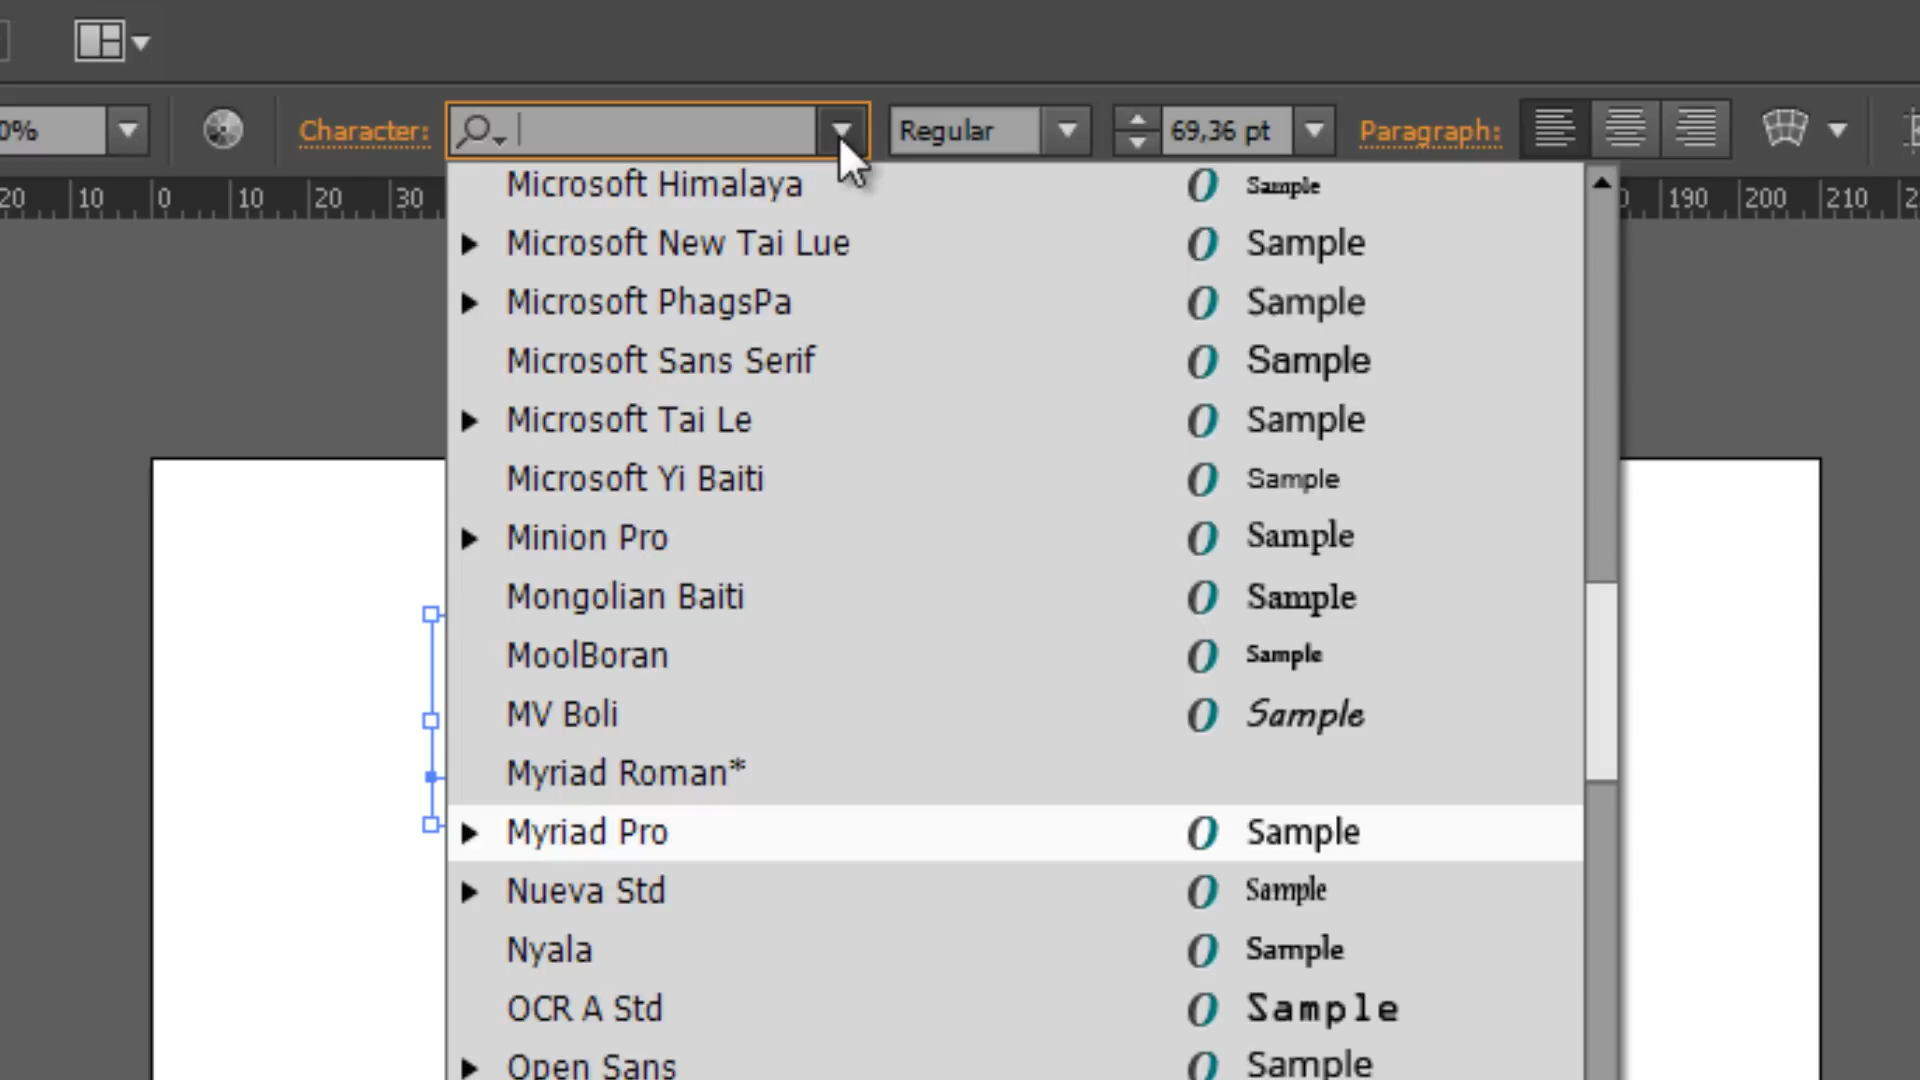 0% Character: Regular 69,36 pt Paragraph:
20 10 0 10 20 30 190 200 210
Microsoft Himalaya O Sample
Microsoft New Tai Lue O Sample
Microsoft PhagsPa O Sample
Microsoft Sans Serif O Sample
Microsoft Tai Le O Sample
Microsoft Yi Baiti O Sample
Minion Pro O Sample
Mongolian Baiti O Sample
MoolBoran O Sample
MV Boli O Sample
Myriad Roman*
Myriad Pro O Sample
Nueva Std O Sample
Nyala O Sample
OCR A Std O Sample
Open Sans O Sample